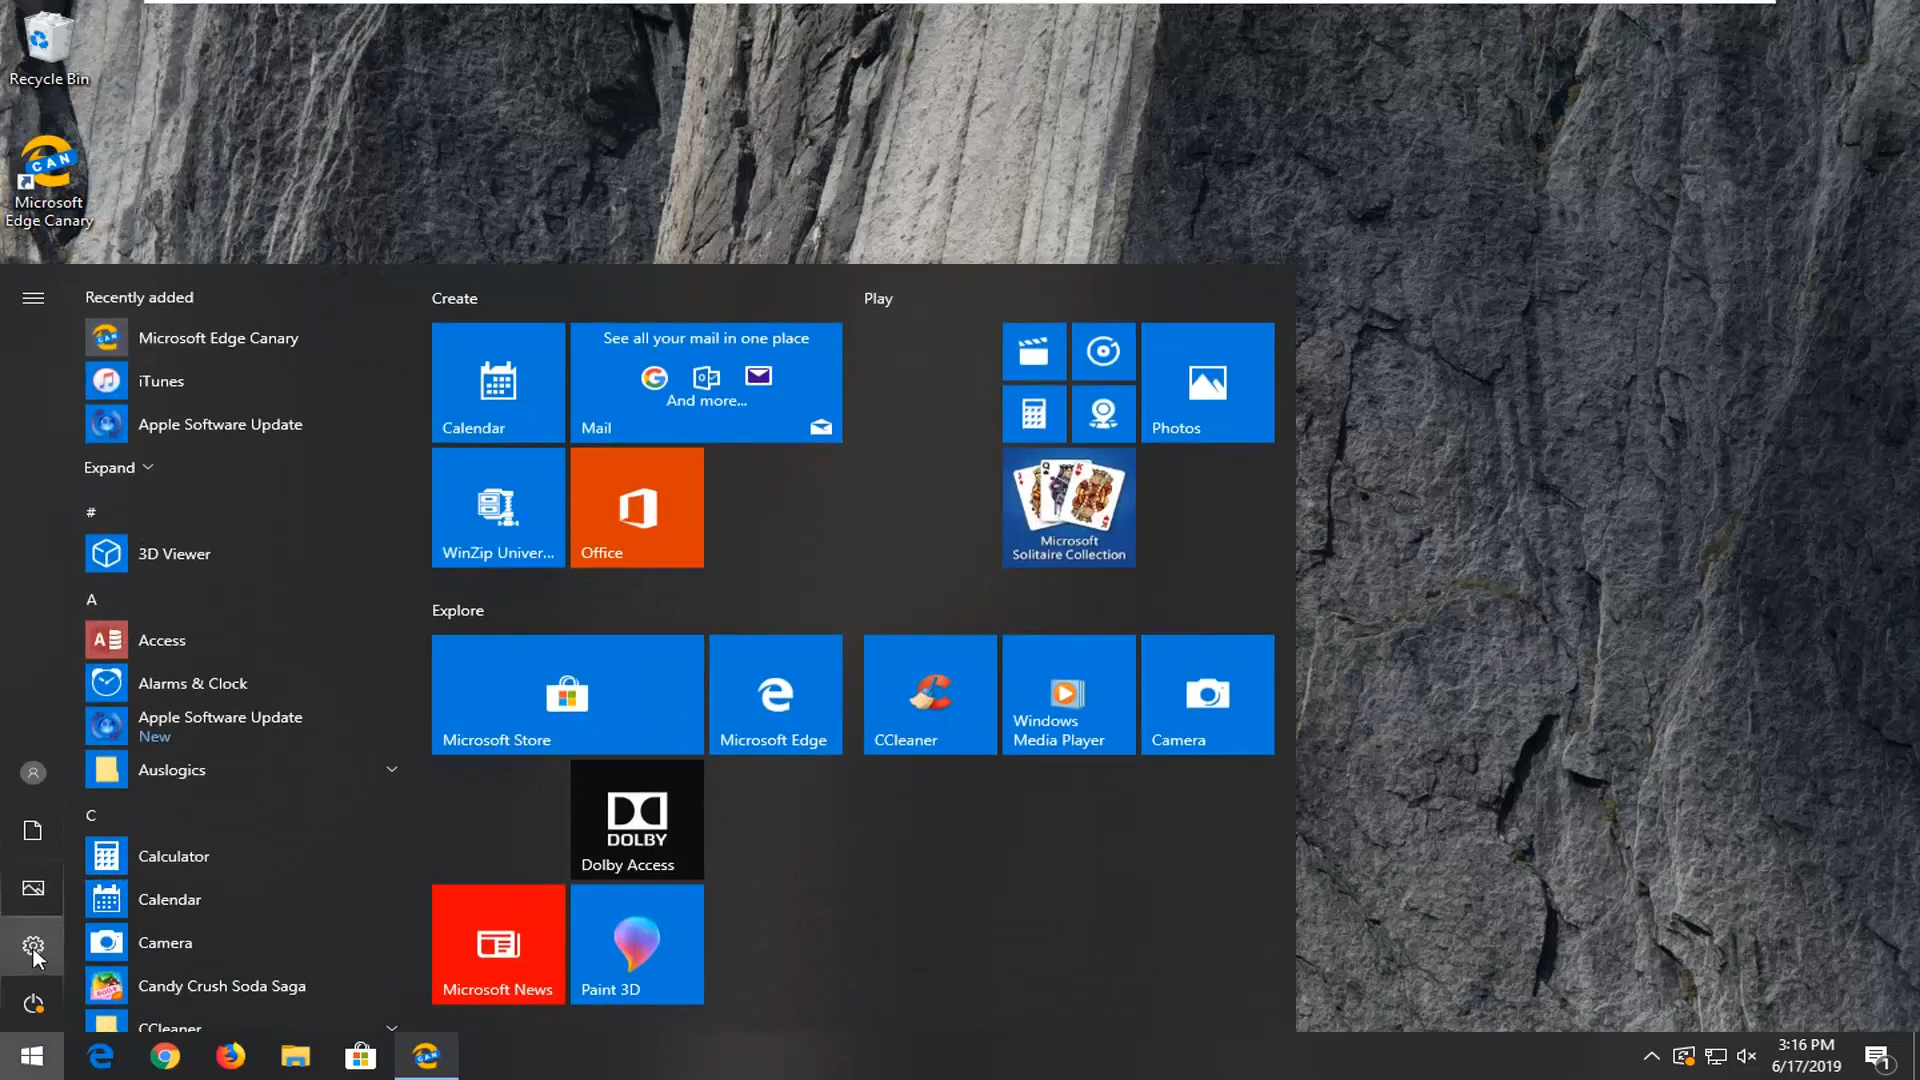 Recycle Bin
CAN
Microsoft
Edge Canary
Recently added
Microsoft Edge Canary
iTunes
Apple Software Update
Expand
#
3D Viewer
A
Access
Alarms & Clock
Apple Software Update
New
Auslogics
C
Calculator
Calendar
Camera
Candy Crush Soda Saga
CCleaner
Create
Calendar
See all your mail in one place
And more...
Mail
WinZip Univer...
Office
Explore
Microsoft Store
Microsoft Edge
DOLBY
Dolby Access
Microsoft News
Paint 3D
Play
Photos
Microsoft
Solitaire Collection
CCleaner
Windows
Media Player
Camera
3:16 PM
6/17/2019
1